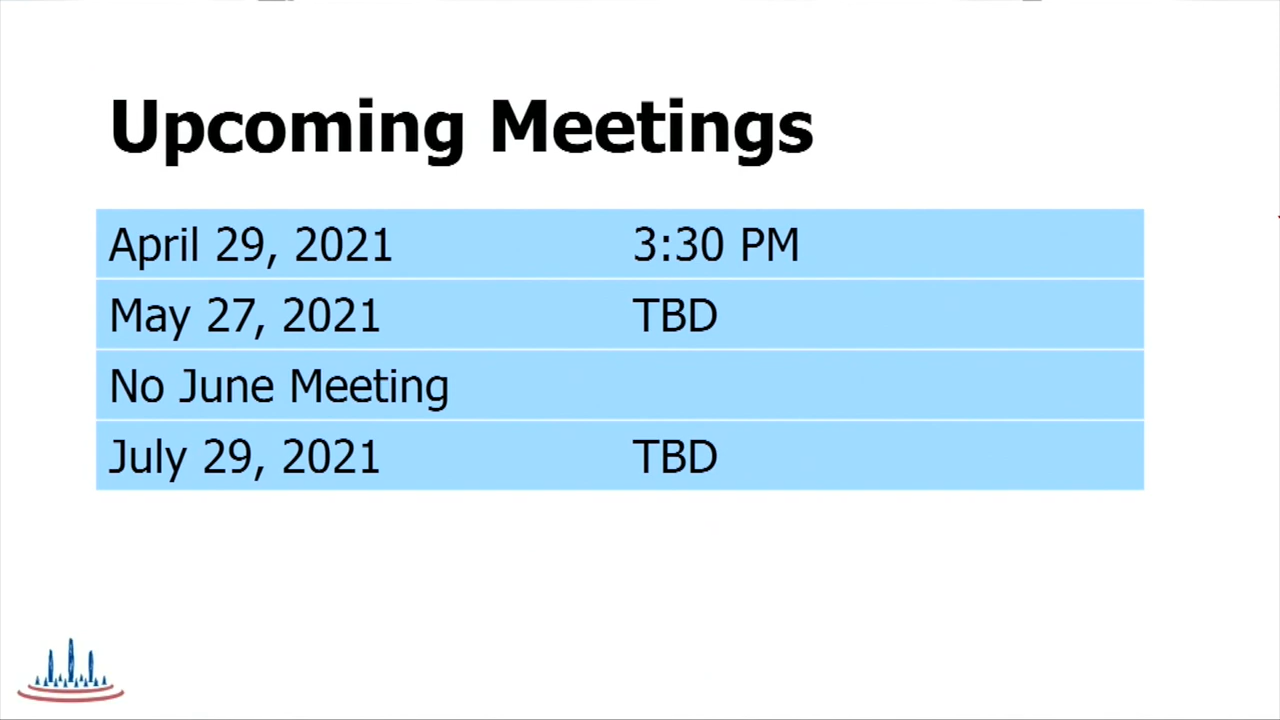 Upcoming Meetings
April 29, 2021 3:30 PM
May 27, 2021 TBD
No June Meeting
July 29, 2021 TBD